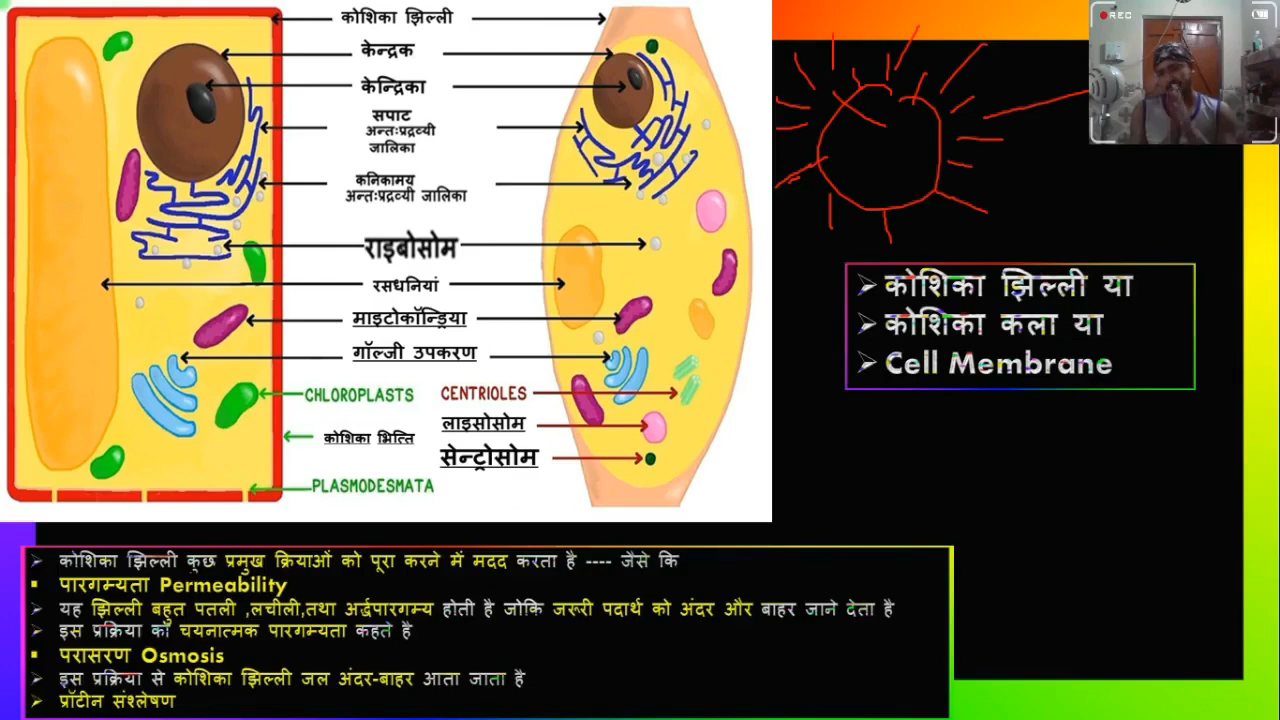 REC
कोशिका झिल्ली
केन्द्रक
केन्द्रिका
सपाट
अन्तःप्रद्रव्यी
जालिका
कनिकामय
अन्तःप्रद्रव्यी जालिका
राइबोसोम
रसधनियां
माइटोकॉन्ड्रिया
गॉल्जी उपकरण
CHLOROPLASTS
CENTRIOLES
लाइसोसोम
कोशिका भित्ति
सेन्ट्रोसोम
PLASMODESMATA
➢ कोशिका झिल्ली या
➢ कोशिका कला या
➢ Cell Membrane
➢ कोशिका झिल्ली कुछ प्रमुख क्रियाओं को पूरा करने में मदद करता है ---- जैसे कि
▪ पारगम्यता Permeability
➢ यह झिल्ली बहुत पतली ,लचीली,तथा अर्द्धपारगम्य होती है जोकि जरूरी पदार्थ को अंदर और बाहर जाने देता है
➢ इस प्रक्रिया को चयनात्मक पारगम्यता कहते है
▪ परासरण Osmosis
➢ इस प्रक्रिया से कोशिका झिल्ली जल अंदर-बाहर आता जाता है
➢ प्रोटीन संश्लेषण